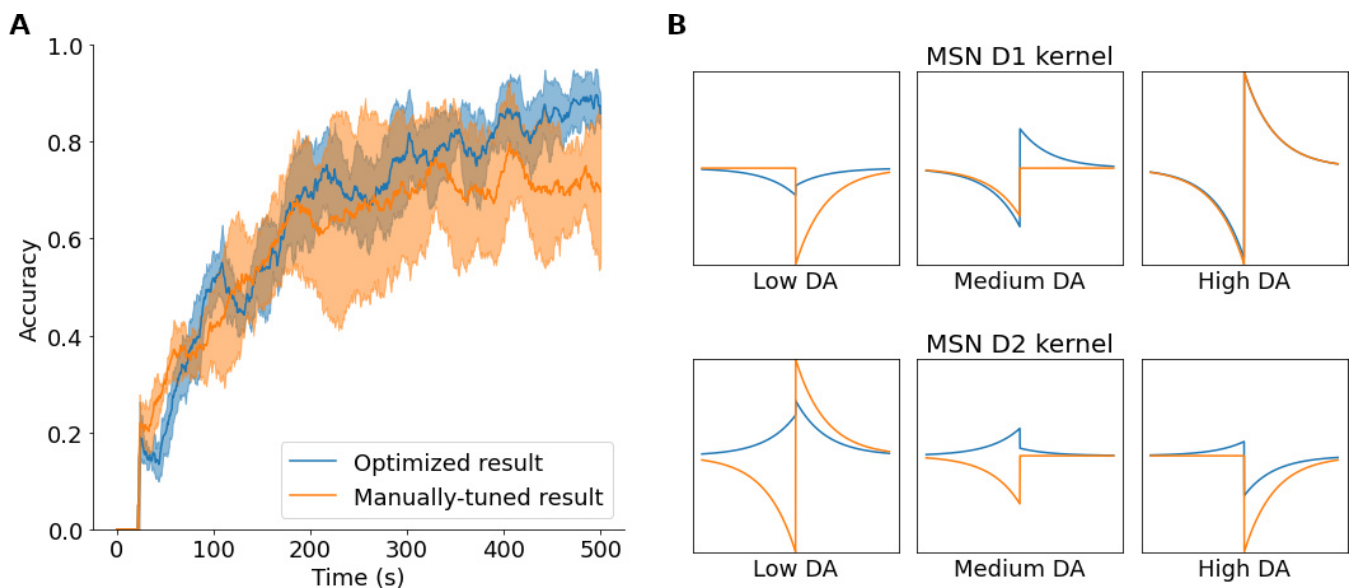 A
1.0
0.8
0.6
0.4
0.2
0.0
Accuracy
0
100
200
300
400
500
Time (s)
Optimized result
Manually-tuned result
B
MSN D1 kernel
Low DA
Medium DA
High DA
MSN D2 kernel
Low DA
Medium DA
High DA